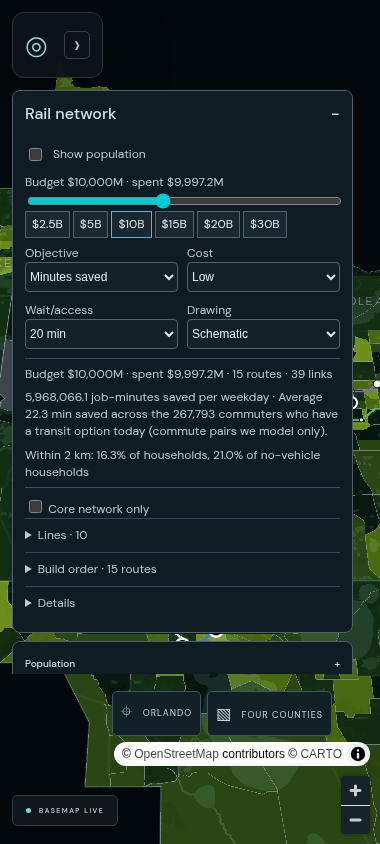 Rail network
−
Show population
Budget $10,000M · spent $9,997.2M
$2.5B $5B $10B $15B $20B $30B
Objective Cost
Minutes saved Low
Wait/access Drawing
20 min Schematic
Budget $10,000M · spent $9,997.2M · 15 routes · 39 links
5,968,066.1 job-minutes saved per weekday · Average
22.3 min saved across the 267,793 commuters who have
a transit option today (commute pairs we model only).
Within 2 km: 16.3% of households, 21.0% of no-vehicle
households
Core network only
Lines · 10
Build order · 15 routes
Details
Population +
ORLANDO FOUR COUNTIES
© OpenStreetMap contributors © CARTO
+
BASEMAP LIVE
−